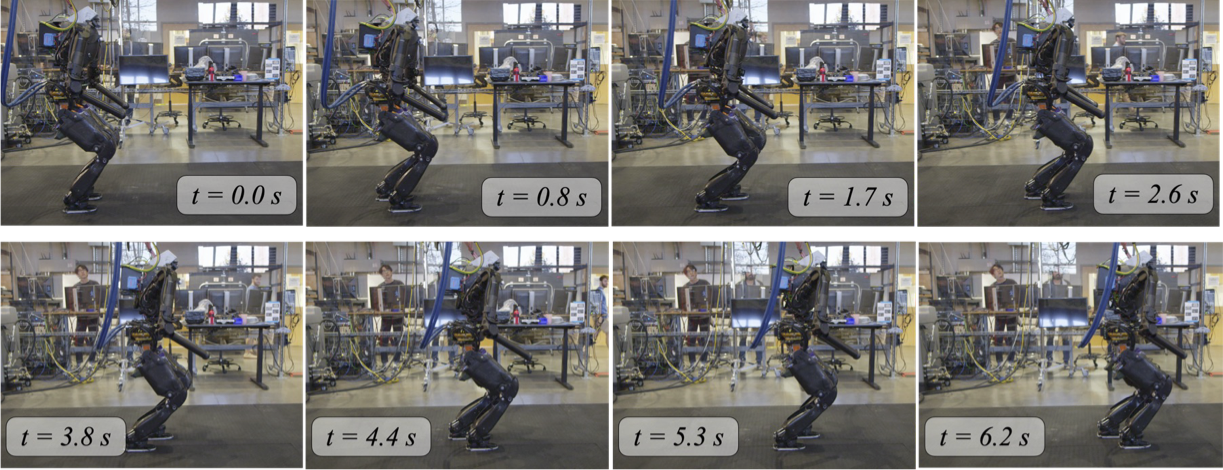 t = 0.0 s
t = 0.8 s
t = 1.7 s
t = 2.6 s
t = 3.8 s
t = 4.4 s
t = 5.3 s
t = 6.2 s